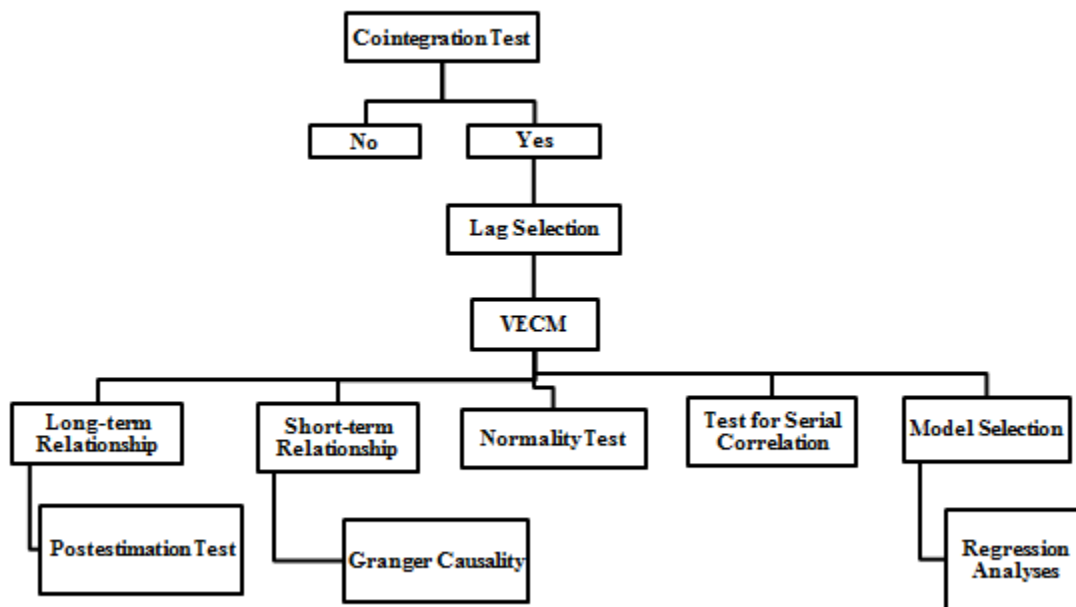 Cointegration Test
No
Yes
Lag Selection
VECM
Long-term
Relationship
Short-term
Relationship
Normality Test
Test for Serial
Correlation
Model Selection
Postestimation Test
Granger Causality
Regression
Analyses